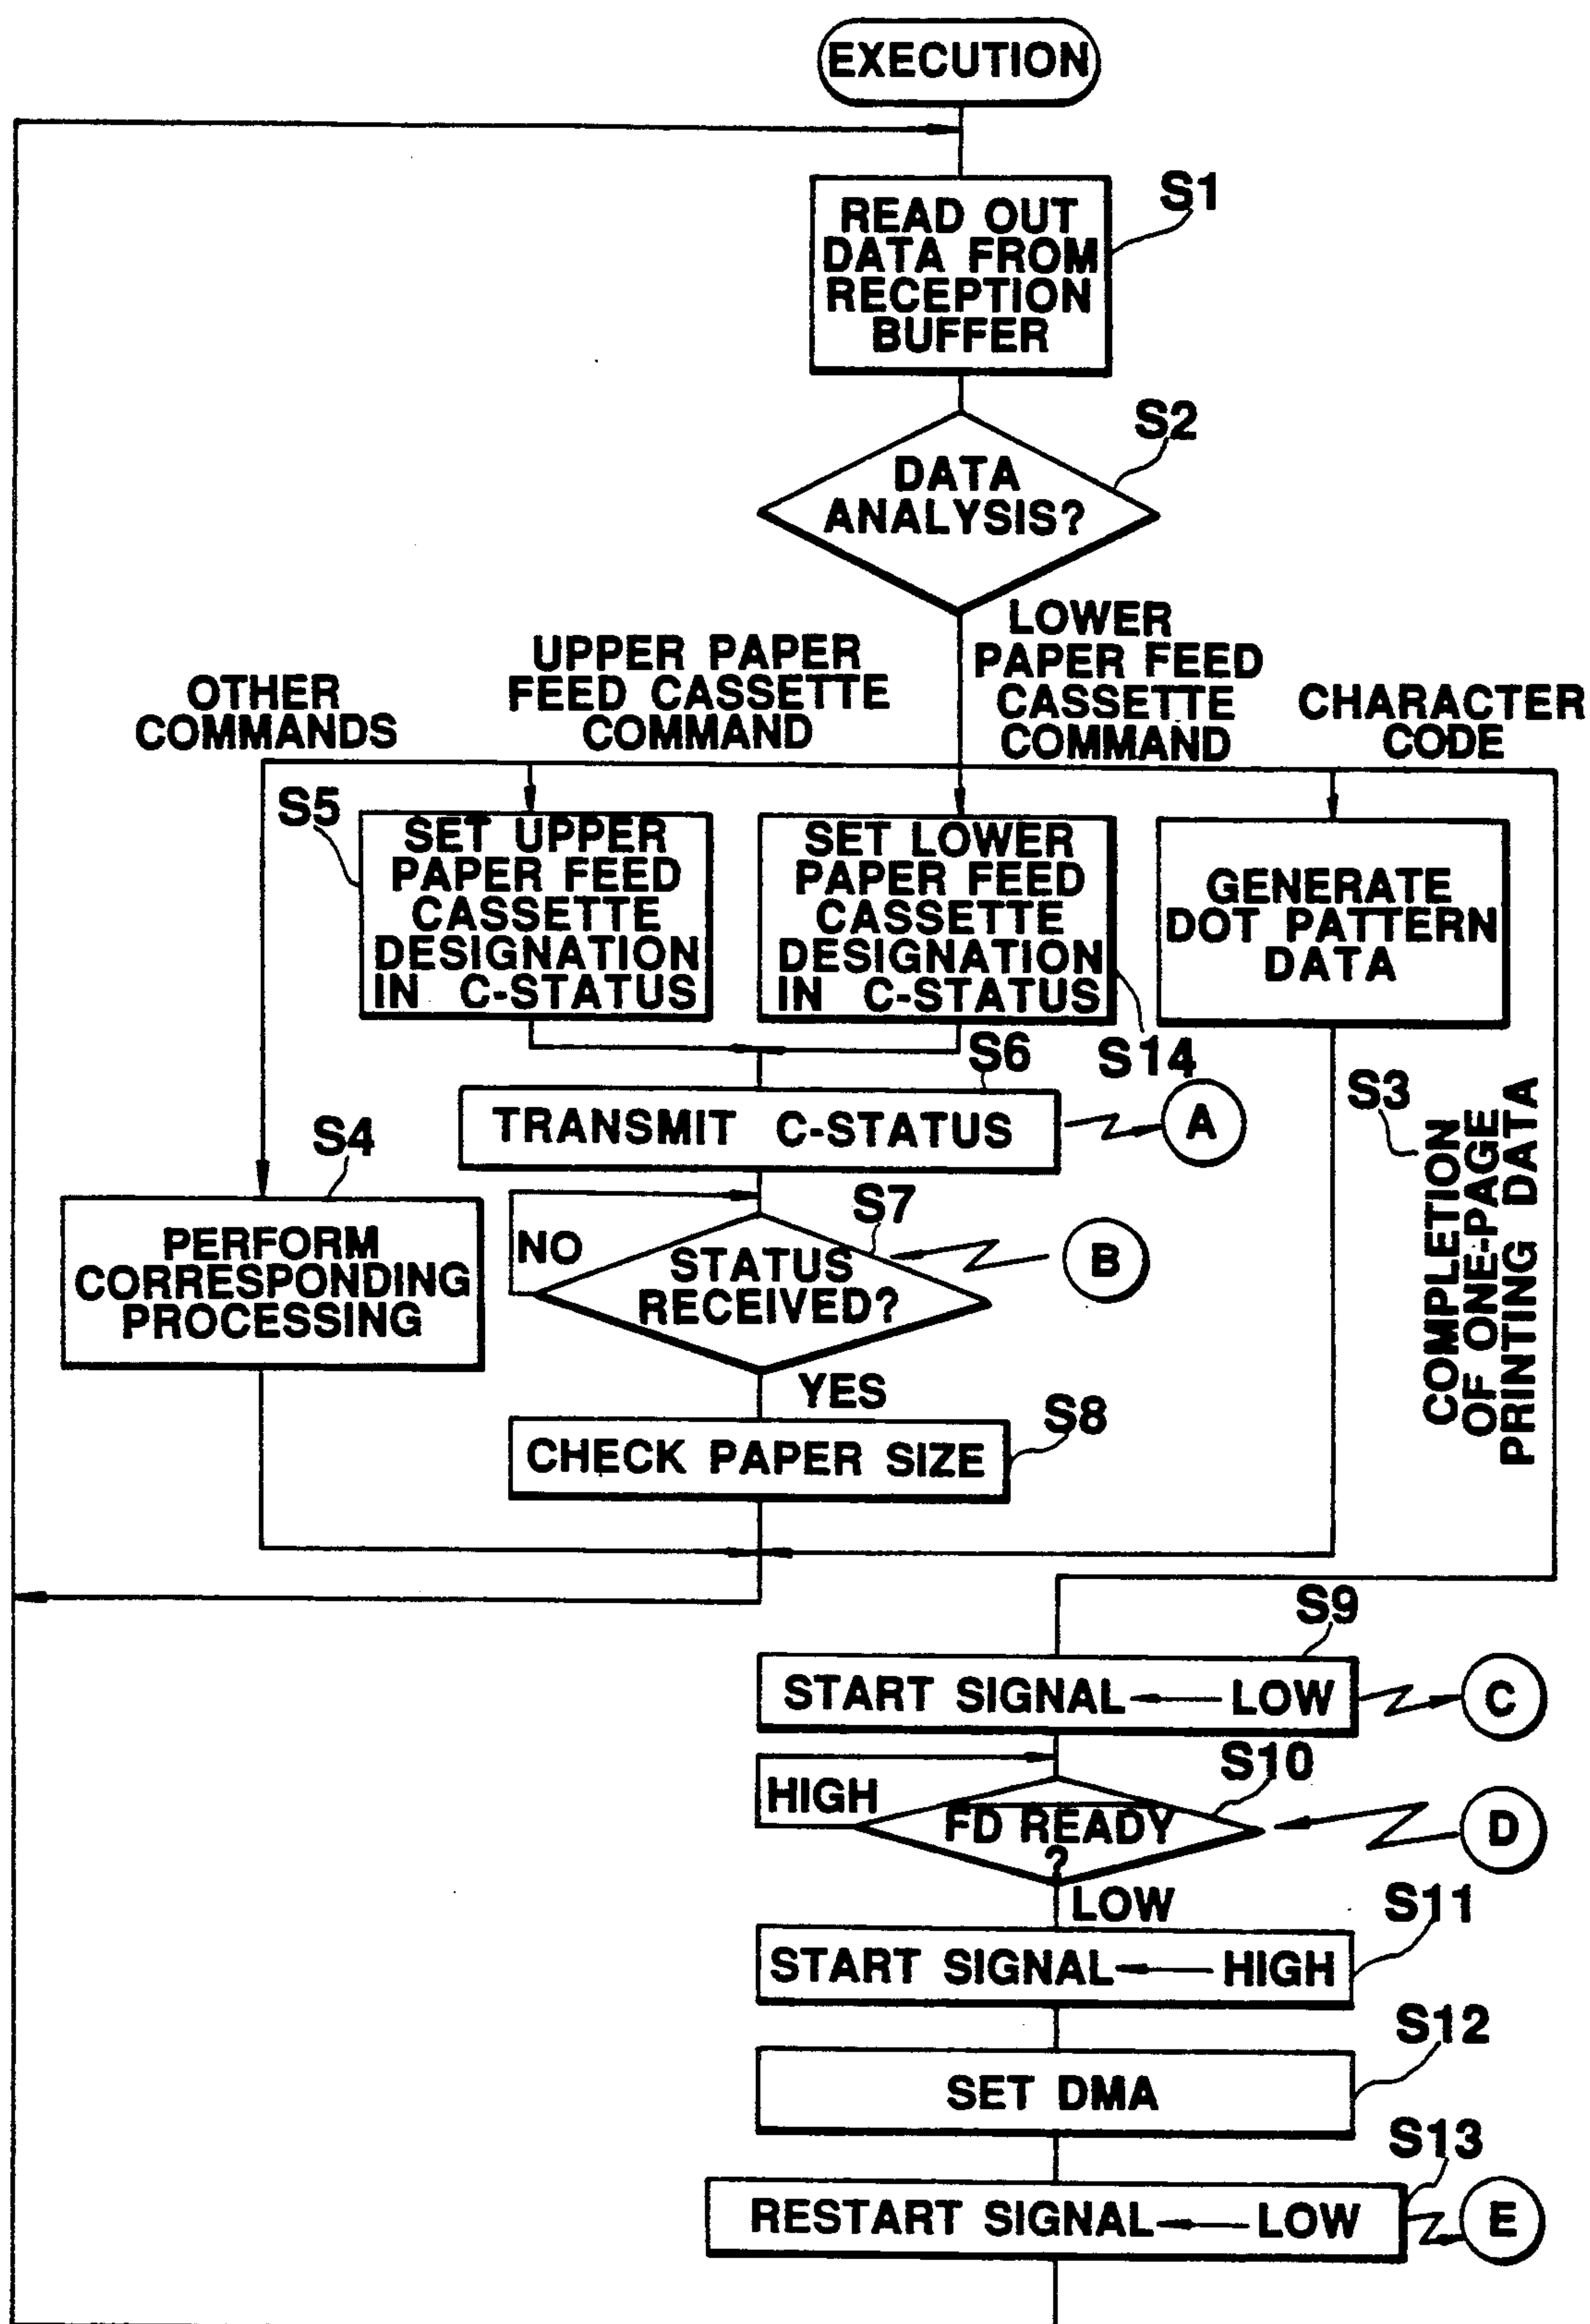 EXECUTION
S1
READ OUT
DATA FROM
RECEPTION
BUFFER
S2
DATA
ANALYSIS?
OTHER
COMMANDS
UPPER PAPER
FEED CASSETTE
COMMAND
LOWER
PAPER FEED
CASSETTE
COMMAND
CHARACTER
CODE
S5
SET UPPER
PAPER FEED
CASSETTE
DESIGNATION
IN C-STATUS
SET LOWER
PAPER FEED
CASSETTE
DESIGNATION
IN C-STATUS
S14
GENERATE
DOT PATTERN
DATA
S3
COMPLETION
OF ONE-PAGE
PRINTING DATA
S6
TRANSMIT C-STATUS
A
S4
PERFORM
CORRESPONDING
PROCESSING
S7
NO
STATUS
RECEIVED?
B
YES
S8
CHECK PAPER SIZE
S9
START SIGNAL ← LOW
C
S10
HIGH
FD READY
?
D
LOW
S11
START SIGNAL ← HIGH
S12
SET DMA
S13
RESTART SIGNAL ← LOW
E